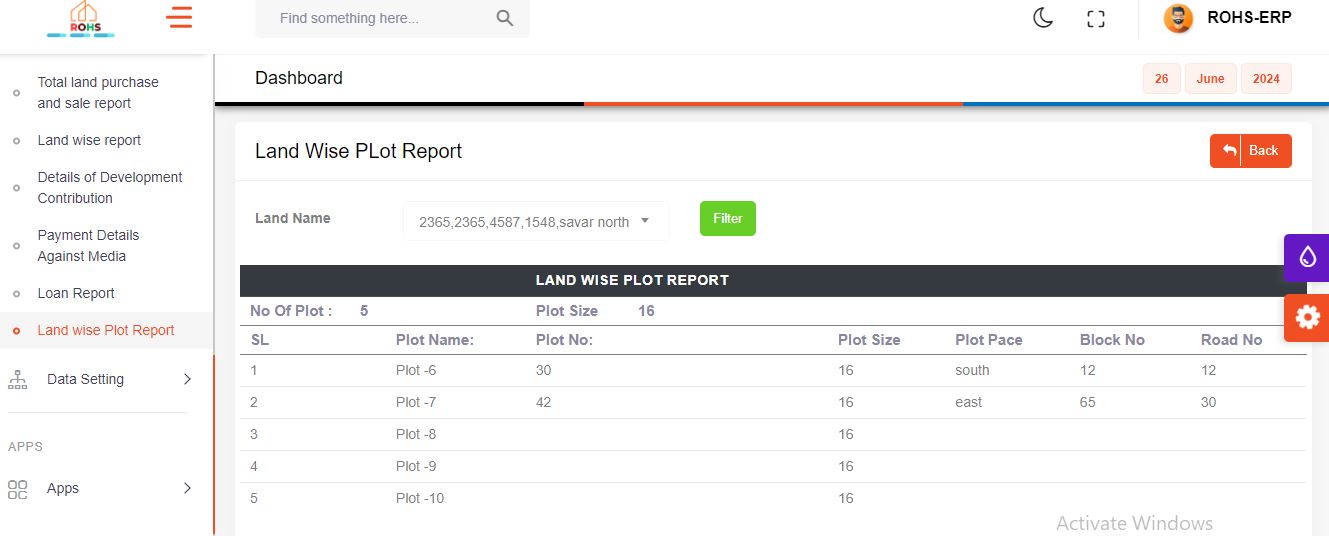 ROHS
Find something here...
ROHS-ERP
Total land purchase
and sale report
Land wise report
Details of Development
Contribution
Payment Details
Against Media
Loan Report
Land wise Plot Report
Data Setting
APPS
Apps
Dashboard
26 June 2024
Land Wise PLot Report
Back
Land Name 2365,2365,4587,1548,savar north Filter
LAND WISE PLOT REPORT
No Of Plot : 5 Plot Size 16
SL Plot Name: Plot No: Plot Size Plot Pace Block No Road No
1 Plot -6 30 16 south 12 12
2 Plot -7 42 16 east 65 30
3 Plot -8 16
4 Plot -9 16
5 Plot -10 16
Activate Windows